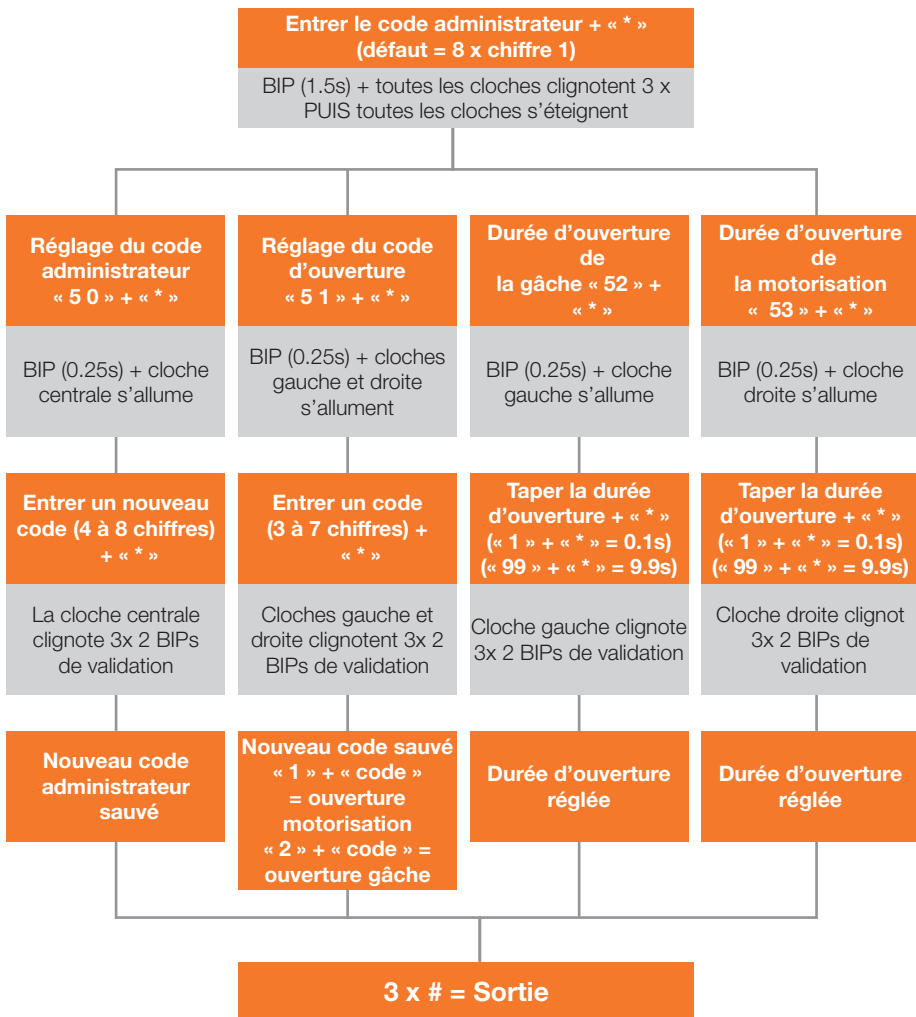 Entrer le code administrateur + « * »
(défaut = 8 x chiffre 1)
BIP (1.5s) + toutes les cloches clignotent 3 x
PUIS toutes les cloches s’éteignent
Réglage du code
administrateur
« 5 0 » + « * »
BIP (0.25s) + cloche
centrale s’allume
Entrer un nouveau
code (4 à 8 chiffres)
+ « * »
La cloche centrale
clignote 3x 2 BIPs
de validation
Nouveau code
administrateur
sauvé
Réglage du code
d’ouverture
« 5 1 » + « * »
BIP (0.25s) + cloches
gauche et droite
s’allument
Entrer un code
(3 à 7 chiffres) +
« * »
Cloches gauche et
droite clignotent 3x 2
BIPs de validation
Nouveau code sauvé
« 1 » + « code »
= ouverture
motorisation
« 2 » + « code » =
ouverture gâche
Durée d’ouverture
de
la gâche « 52 » +
« * »
BIP (0.25s) + cloche
gauche s’allume
Taper la durée
d’ouverture + « * »
(« 1 » + « * » = 0.1s)
(« 99 » + « * » = 9.9s)
Cloche gauche clignote
3x 2 BIPs de validation
Durée d’ouverture
réglée
Durée d’ouverture
de
la motorisation
«  53 » + « * »
BIP (0.25s) + cloche
droite s’allume
Taper la durée
d’ouverture + « * »
(« 1 » + « * » = 0.1s)
(« 99 » + « * » = 9.9s)
Cloche droite clignot
3x 2 BIPs de
validation
Durée d’ouverture
réglée
3 x # = Sortie